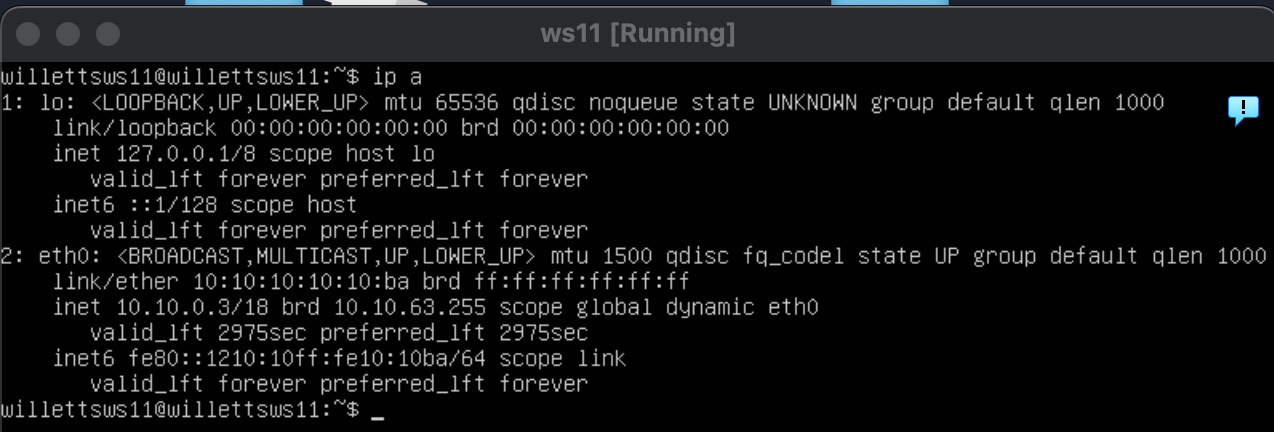 ws11 [Running]
willettsws11@willettsws11:~$ ip a
1: lo: <LOOPBACK,UP,LOWER_UP> mtu 65536 qdisc noqueue state UNKNOWN group default qlen 1000
    link/loopback 00:00:00:00:00:00 brd 00:00:00:00:00:00
    inet 127.0.0.1/8 scope host lo
       valid_lft forever preferred_lft forever
    inet6 ::1/128 scope host
       valid_lft forever preferred_lft forever
2: eth0: <BROADCAST,MULTICAST,UP,LOWER_UP> mtu 1500 qdisc fq_codel state UP group default qlen 1000
    link/ether 10:10:10:10:10:ba brd ff:ff:ff:ff:ff:ff
    inet 10.10.0.3/18 brd 10.10.63.255 scope global dynamic eth0
       valid_lft 2975sec preferred_lft 2975sec
    inet6 fe80::1210:10ff:fe10:10ba/64 scope link
       valid_lft forever preferred_lft forever
willettsws11@willettsws11:~$ _